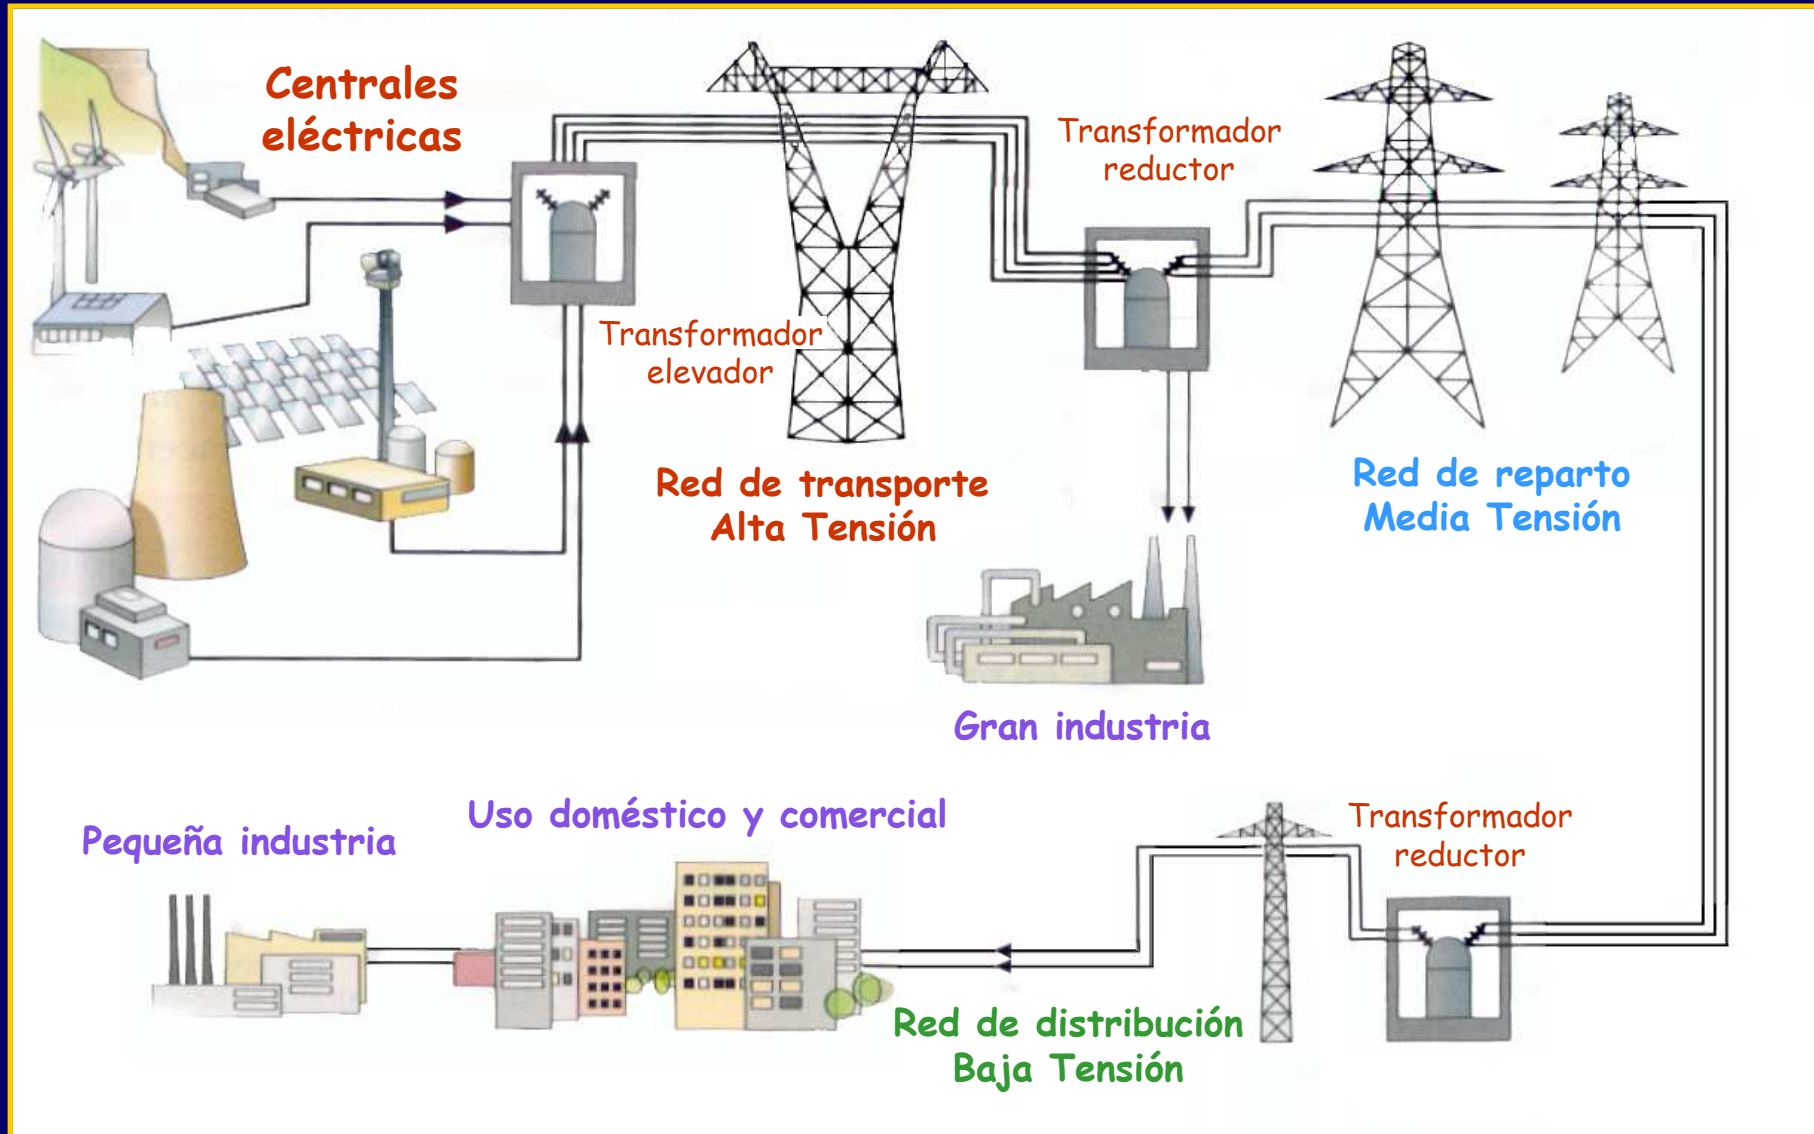 Centrales
eléctricas
Transformador
reductor
Transformador
elevador
Red de transporte
Alta Tensión
Red de reparto
Media Tensión
Gran industria
Uso doméstico y comercial
Pequeña industria
Transformador
reductor
Red de distribución
Baja Tensión